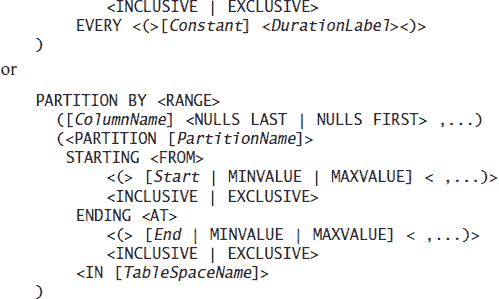 <INCLUSIVE | EXCLUSIVE>
EVERY <(>[Constant] <DurationLabel><)>
)
or
PARTITION BY <RANGE>
([ColumnName] <NULLS LAST | NULLS FIRST> ,...)
(<PARTITION [PartitionName]>
STARTING <FROM>
<(> [Start | MINVALUE | MAXVALUE] < ,...)>
<INCLUSIVE | EXCLUSIVE>
ENDING <AT>
<(> [End | MINVALUE | MAXVALUE] < ,...)>
<INCLUSIVE | EXCLUSIVE>
<IN [TableSpaceName]>
)